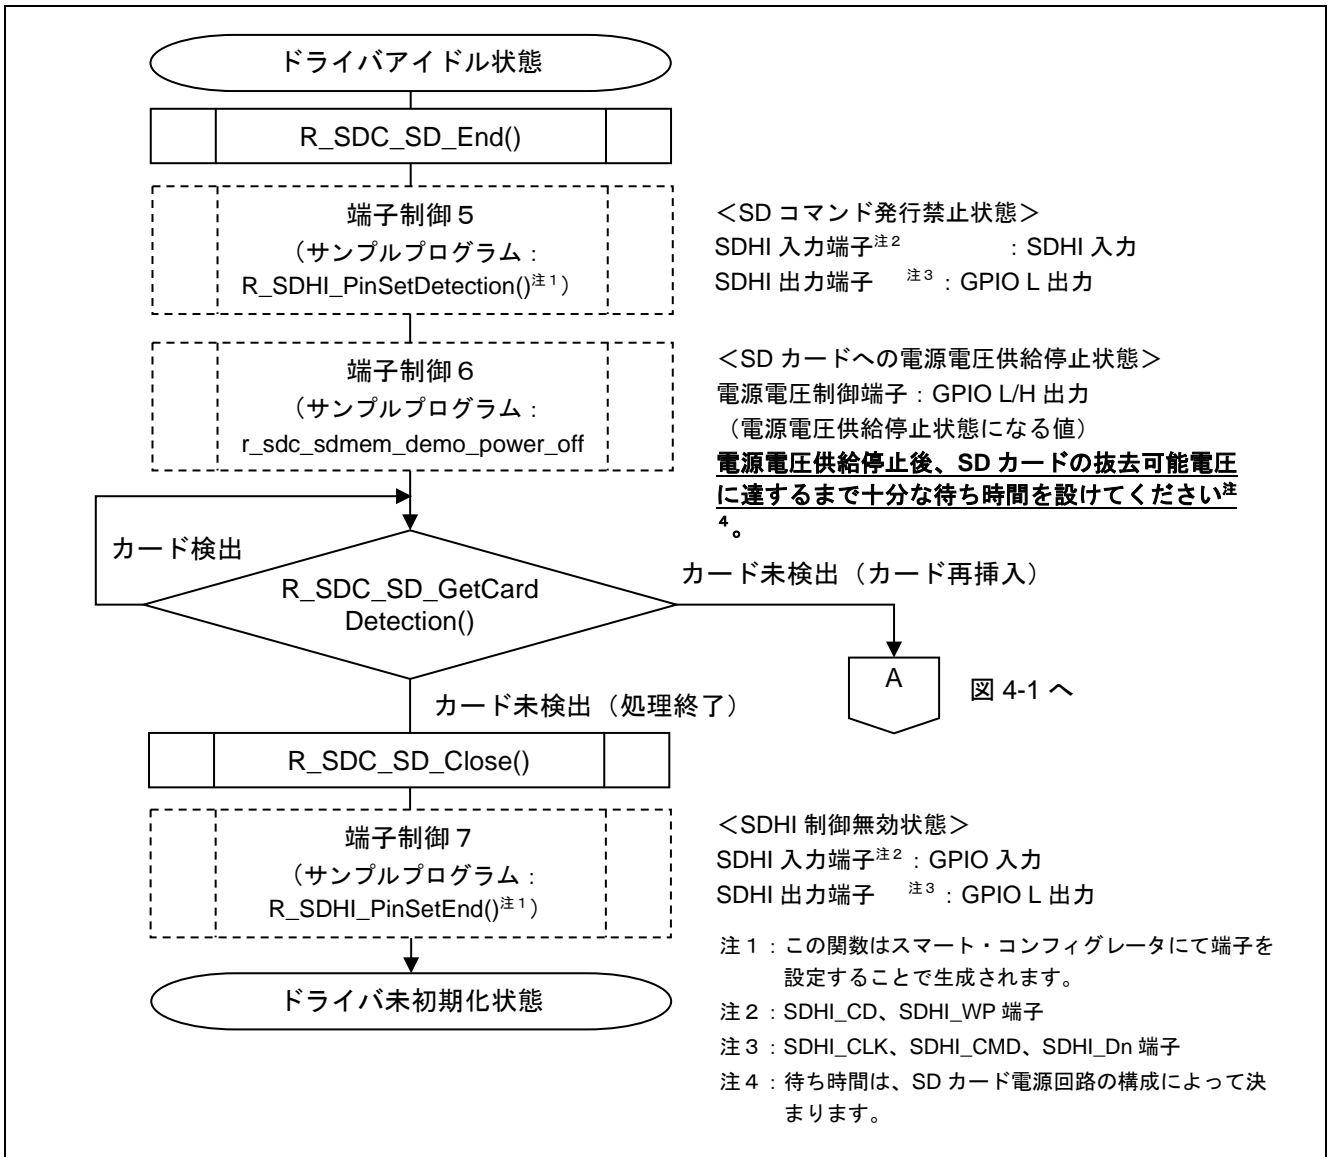 ドライバアイドル状態
R_SDC_SD_End()
端子制御５
（サンプルプログラム：
R_SDHI_PinSetDetection()注１）
＜SD コマンド発行禁止状態＞
SDHI 入力端子注２ ：SDHI 入力
SDHI 出力端子 注３：GPIO L 出力
端子制御６
（サンプルプログラム：
r_sdc_sdmem_demo_power_off
＜SD カードへの電源電圧供給停止状態＞
電源電圧制御端子：GPIO L/H 出力
（電源電圧供給停止状態になる値）
電源電圧供給停止後、SD カードの抜去可能電圧
に達するまで十分な待ち時間を設けてください注
４。
カード検出
R_SDC_SD_GetCard
Detection()
カード未検出（カード再挿入）
A
図 4-1 へ
カード未検出（処理終了）
R_SDC_SD_Close()
端子制御７
（サンプルプログラム：
R_SDHI_PinSetEnd()注１）
＜SDHI 制御無効状態＞
SDHI 入力端子注２：GPIO 入力
SDHI 出力端子 注３：GPIO L 出力
ドライバ未初期化状態
注１：この関数はスマート・コンフィグレータにて端子を
設定することで生成されます。
注２：SDHI_CD、SDHI_WP 端子
注３：SDHI_CLK、SDHI_CMD、SDHI_Dn 端子
注４：待ち時間は、SD カード電源回路の構成によって決
まります。